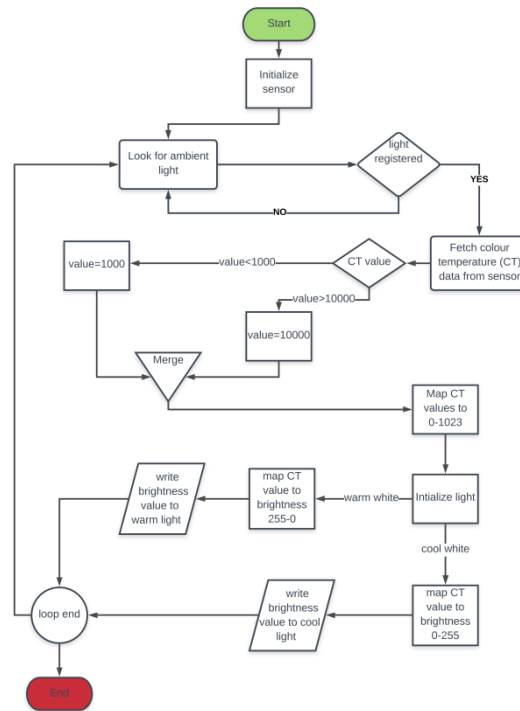 Start
Initialize
sensor
Look for ambient
light
light
registered
YES
NO
Fetch colour
temperature (CT)
data from sensor
CT value
value<1000
value=1000
value>10000
value=10000
Merge
Map CT
values to
0-1023
Intialize light
warm white
map CT
value to
brightness
255-0
write
brightness
value to
warm light
cool white
map CT
value to
brightness
0-255
write
brightness
value to cool
light
loop end
End